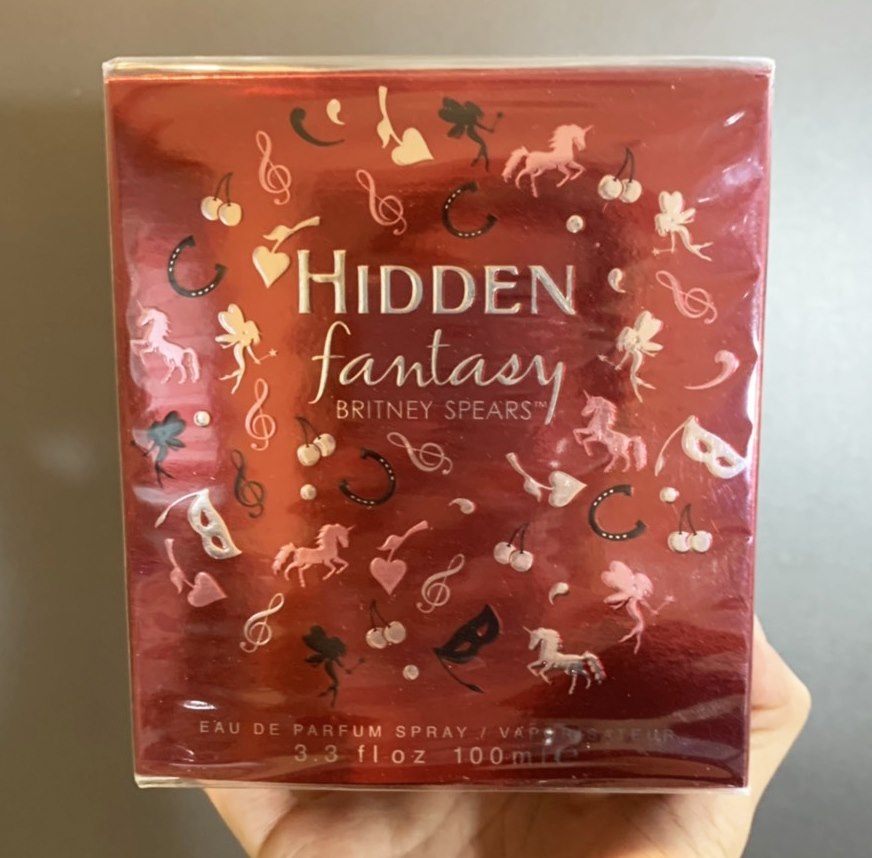 HIDDEN
fantasy
BRITNEY SPEARS™
EAU DE PARFUM SPRAY / VAPORISATEUR
3.3 fl oz 100ml e